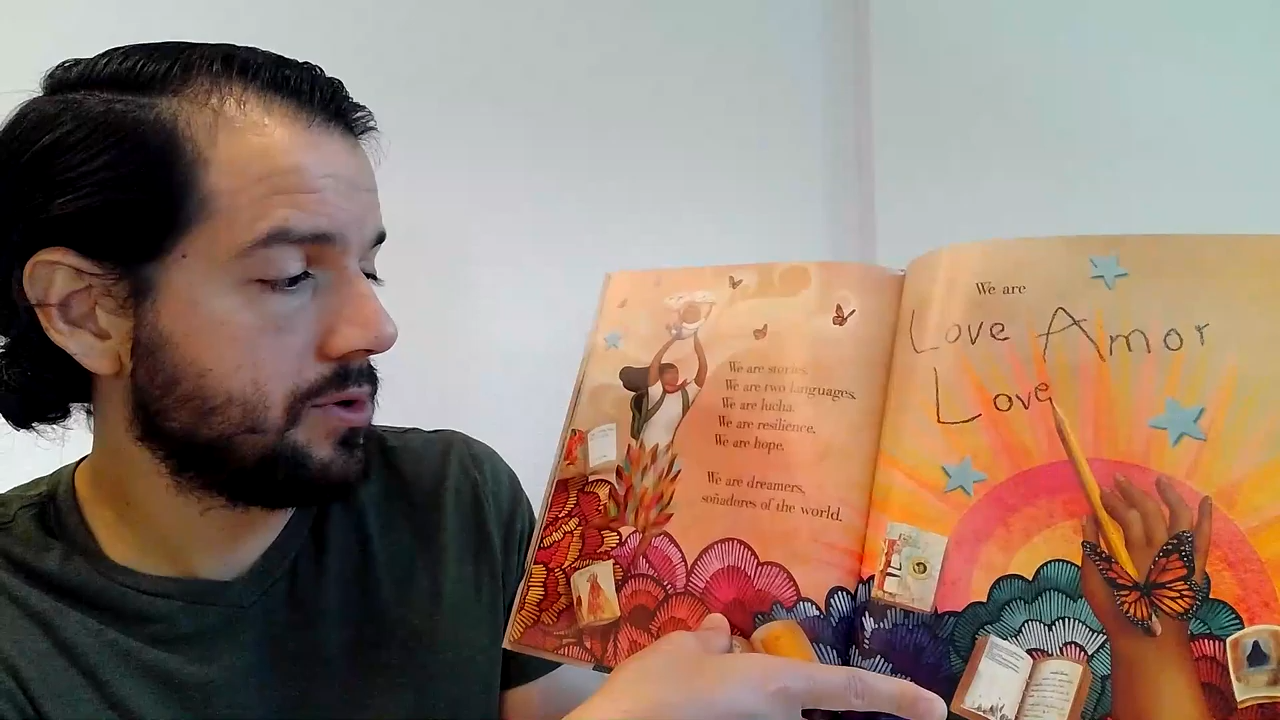 We are stories.
We are two languages.
We are lucha.
We are resilience.
We are hope.
We are dreamers,
soñadores of the world.
We are
Love Amor
Love